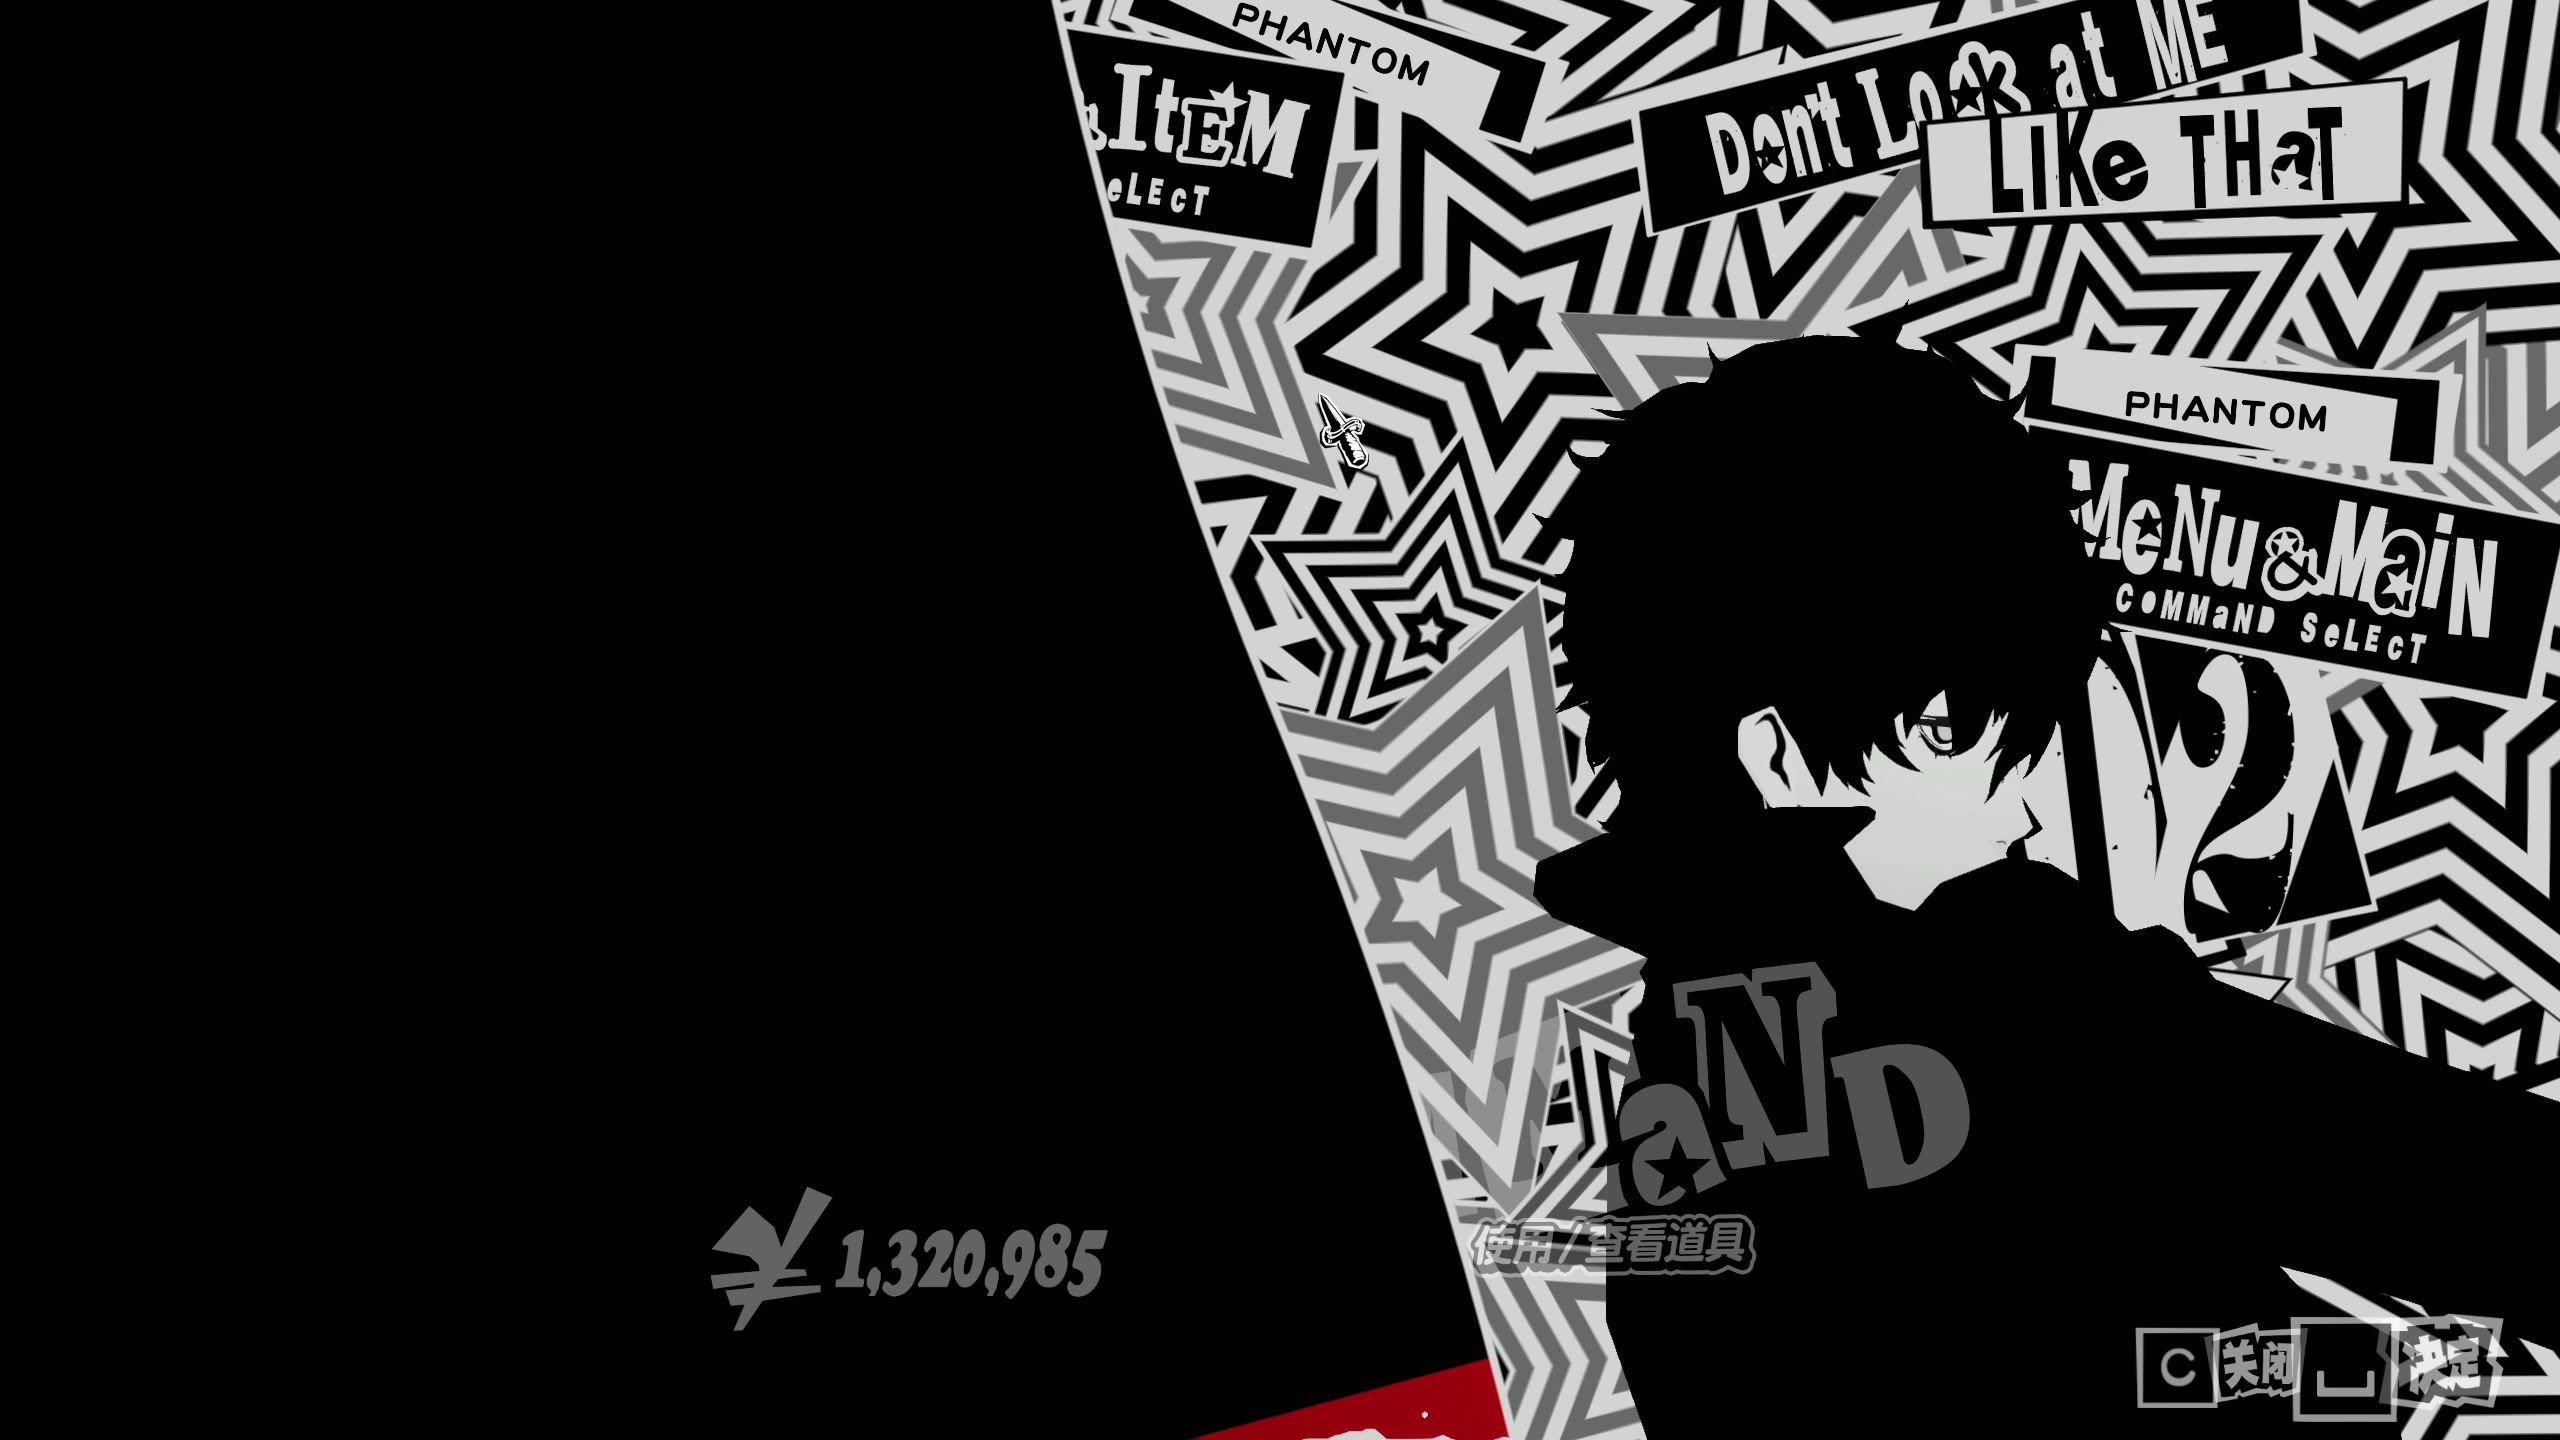 PHANTOM
ItEM
eLEcT
Don't Look at ME
LIKe THaT
PHANTOM
MeNu & MaiN
CoMMaND SeLEcT
aND
使用/查看道具
¥1,320,985
C 关闭 决定